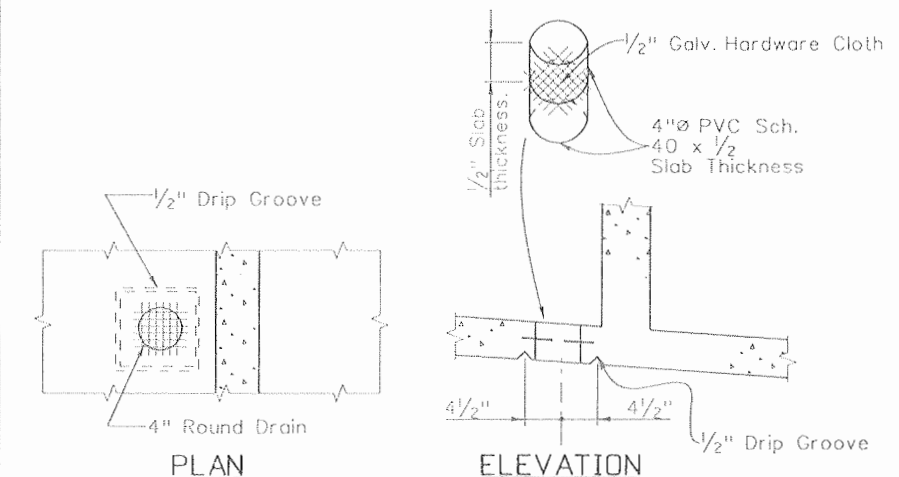 1/2" Galv. Hardware Cloth
1/2" Slab
thickness.
4"Ø PVC Sch.
40 x 1/2
Slab Thickness
1/2" Drip Groove
4 1/2"
4 1/2"
4" Round Drain
1/2" Drip Groove
PLAN
ELEVATION